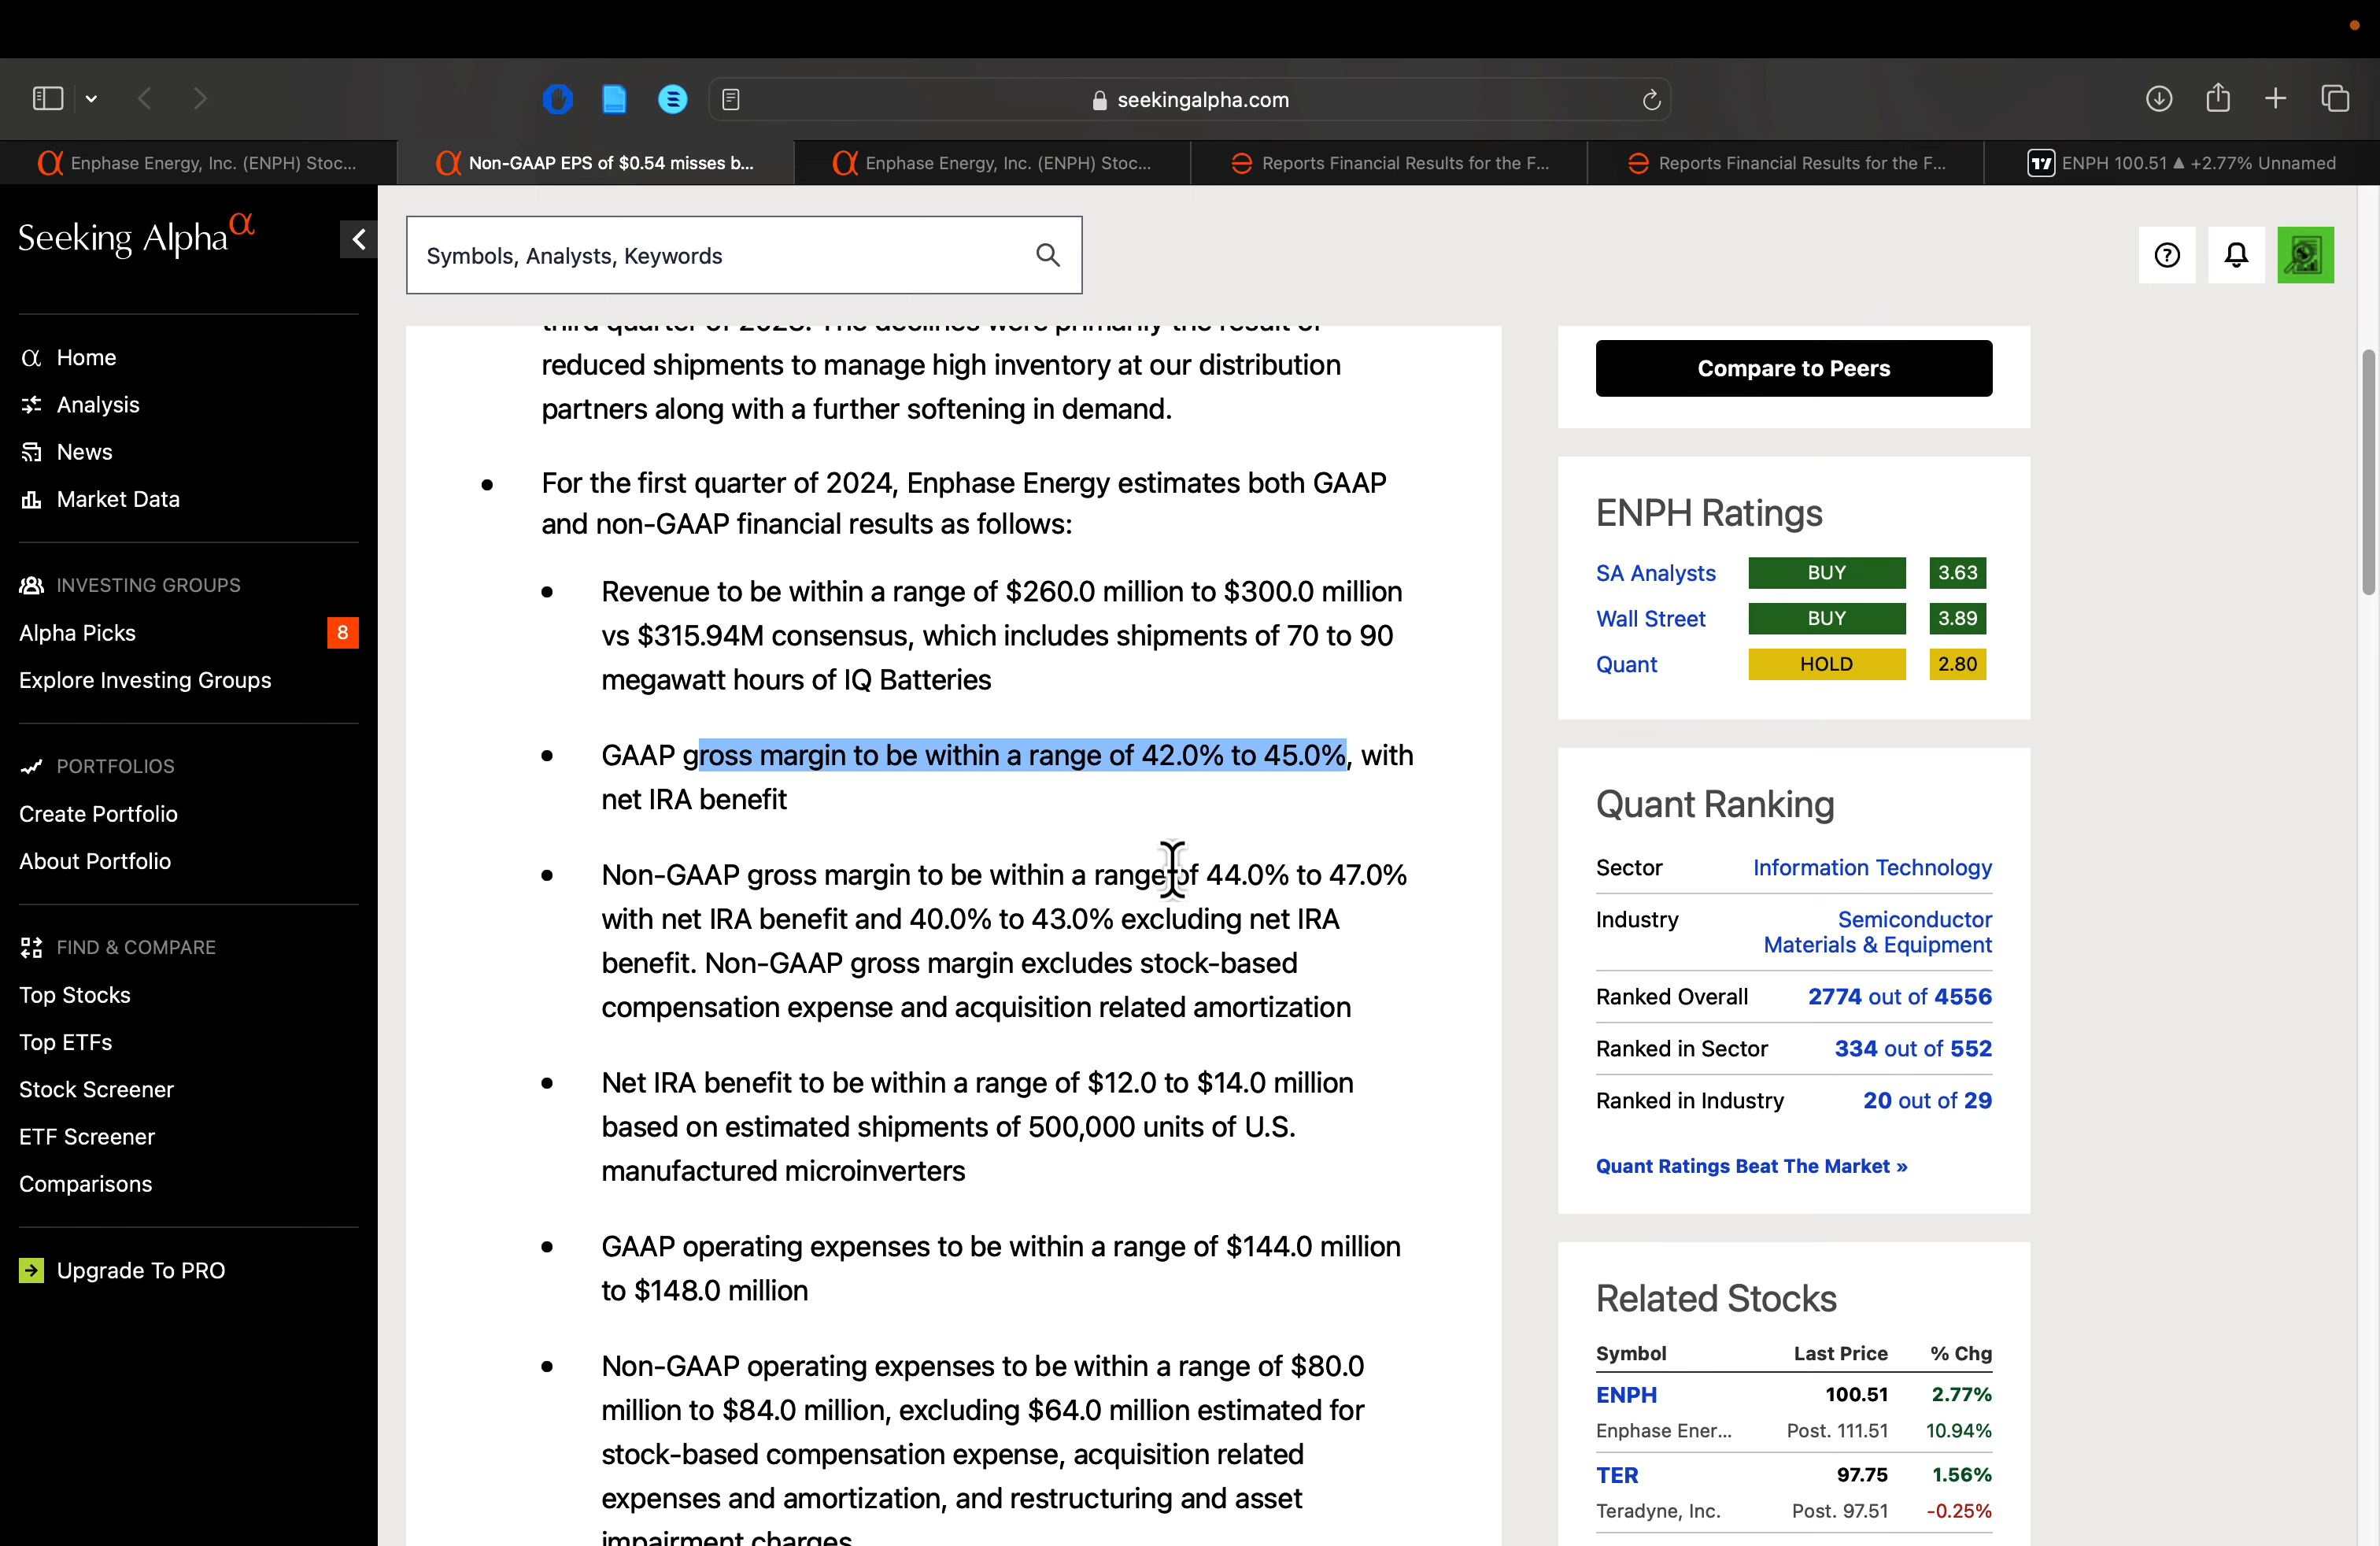 seekingalpha.com
Enphase Energy, Inc. (ENPH) Stoc...
Non-GAAP EPS of $0.54 misses b...
Enphase Energy, Inc. (ENPH) Stoc...
Reports Financial Results for the F...
Reports Financial Results for the F...
ENPH 100.51 ▲ +2.77% Unnamed
Seeking Alpha α
Symbols, Analysts, Keywords
Home
Analysis
News
Market Data
INVESTING GROUPS
Alpha Picks 8
Explore Investing Groups
PORTFOLIOS
Create Portfolio
About Portfolio
FIND & COMPARE
Top Stocks
Top ETFs
Stock Screener
ETF Screener
Comparisons
Upgrade To PRO
third quarter of 2023. The declines were primarily the result of
reduced shipments to manage high inventory at our distribution
partners along with a further softening in demand.
• For the first quarter of 2024, Enphase Energy estimates both GAAP
and non-GAAP financial results as follows:
• Revenue to be within a range of $260.0 million to $300.0 million
vs $315.94M consensus, which includes shipments of 70 to 90
megawatt hours of IQ Batteries
• GAAP gross margin to be within a range of 42.0% to 45.0%, with
net IRA benefit
• Non-GAAP gross margin to be within a range of 44.0% to 47.0%
with net IRA benefit and 40.0% to 43.0% excluding net IRA
benefit. Non-GAAP gross margin excludes stock-based
compensation expense and acquisition related amortization
• Net IRA benefit to be within a range of $12.0 to $14.0 million
based on estimated shipments of 500,000 units of U.S.
manufactured microinverters
• GAAP operating expenses to be within a range of $144.0 million
to $148.0 million
• Non-GAAP operating expenses to be within a range of $80.0
million to $84.0 million, excluding $64.0 million estimated for
stock-based compensation expense, acquisition related
expenses and amortization, and restructuring and asset
impairment charges
Compare to Peers
ENPH Ratings
SA Analysts BUY 3.63
Wall Street BUY 3.89
Quant HOLD 2.80
Quant Ranking
Sector Information Technology
Industry Semiconductor
Materials & Equipment
Ranked Overall 2774 out of 4556
Ranked in Sector 334 out of 552
Ranked in Industry 20 out of 29
Quant Ratings Beat The Market »
Related Stocks
Symbol Last Price % Chg
ENPH 100.51 2.77%
Enphase Ener... Post. 111.51 10.94%
TER 97.75 1.56%
Teradyne, Inc. Post. 97.51 -0.25%